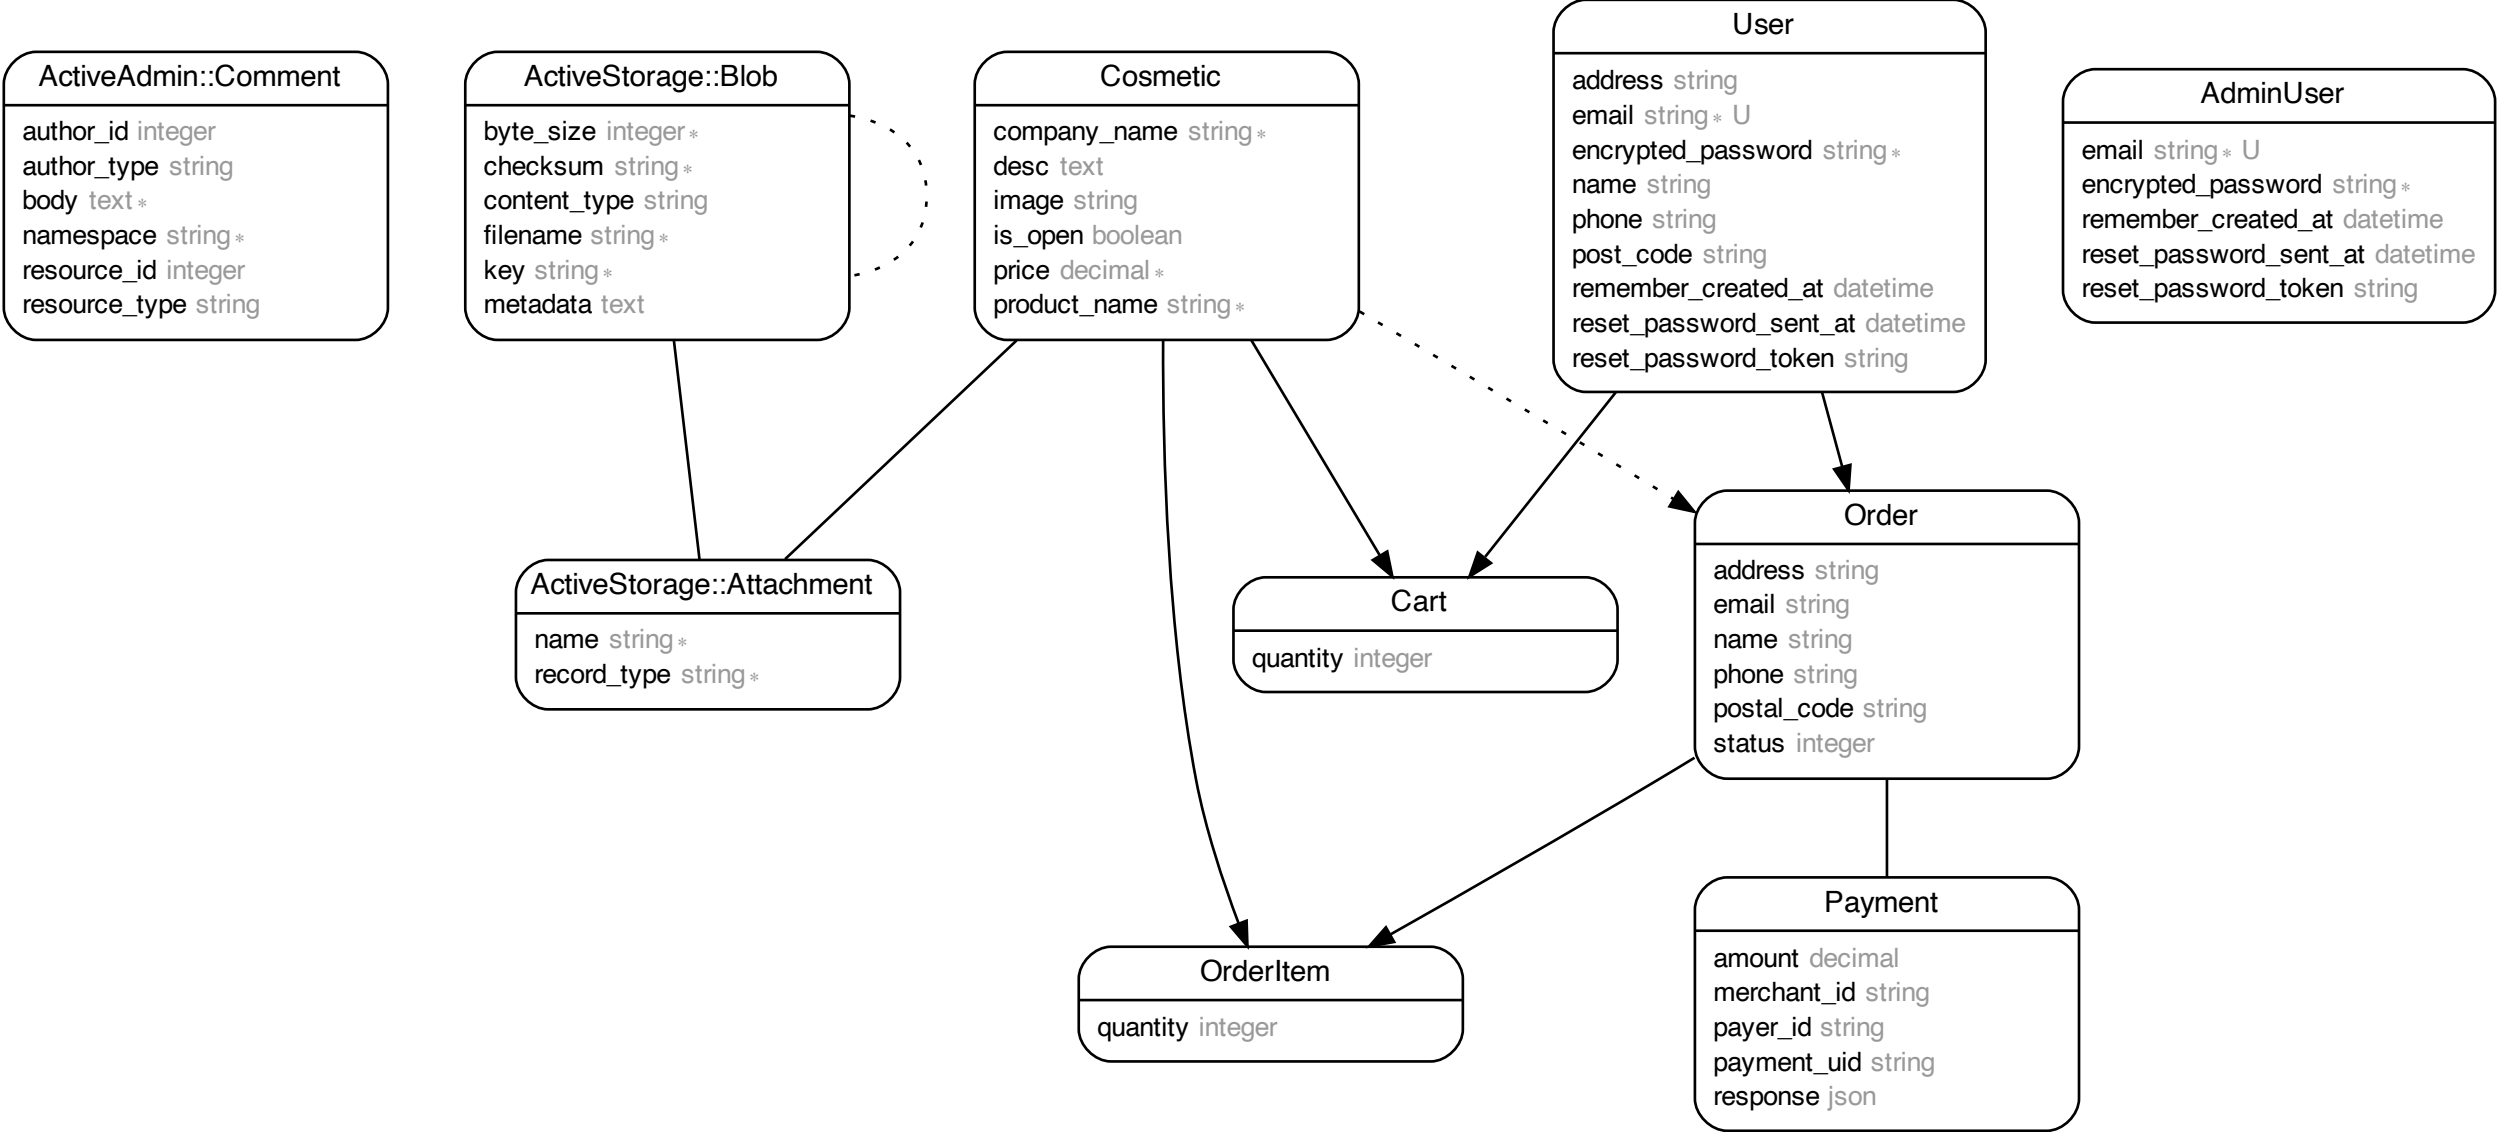 ActiveAdmin::Comment
author_id integer
author_type string
body text *
namespace string *
resource_id integer
resource_type string
ActiveStorage::Blob
byte_size integer *
checksum string *
content_type string
filename string *
key string *
metadata text
Cosmetic
company_name string *
desc text
image string
is_open boolean
price decimal *
product_name string *
User
address string
email string * U
encrypted_password string *
name string
phone string
post_code string
remember_created_at datetime
reset_password_sent_at datetime
reset_password_token string
AdminUser
email string * U
encrypted_password string *
remember_created_at datetime
reset_password_sent_at datetime
reset_password_token string
ActiveStorage::Attachment
name string *
record_type string *
Cart
quantity integer
Order
address string
email string
name string
phone string
postal_code string
status integer
OrderItem
quantity integer
Payment
amount decimal
merchant_id string
payer_id string
payment_uid string
response json